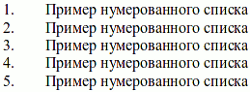 1. Пример нумерованного списка
2. Пример нумерованного списка
3. Пример нумерованного списка
4. Пример нумерованного списка
5. Пример нумерованного списка